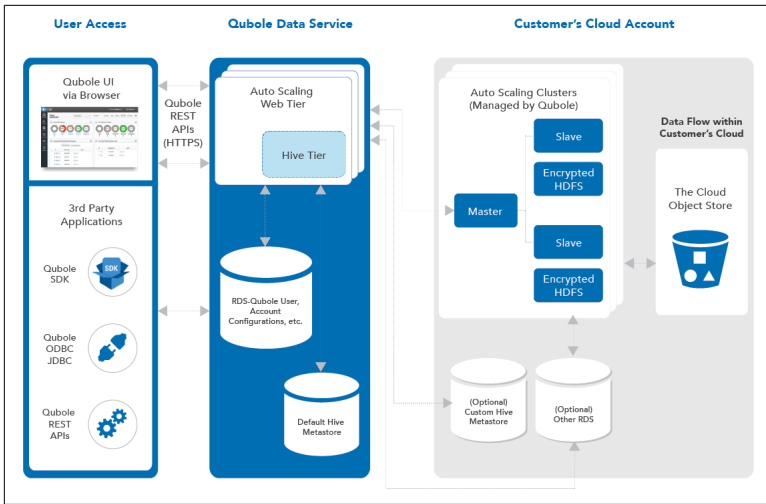 User Access
Qubole Data Service
Customer's Cloud Account
Qubole UI
via Browser
3rd Party
Applications
Qubole
SDK
SDK
Qubole
ODBC
JDBC
Qubole
REST
APIs
Qubole
REST
APIs
(HTTPS)
Auto Scaling
Web Tier
Hive Tier
RDS-Qubole User,
Account
Configurations, etc.
Default Hive
Metastore
Auto Scaling Clusters
(Managed by Qubole)
Master
Slave
Encrypted
HDFS
Slave
Encrypted
HDFS
(Optional)
Custom Hive
Metastore
(Optional)
Other RDS
Data Flow within
Customer's Cloud
The Cloud
Object Store